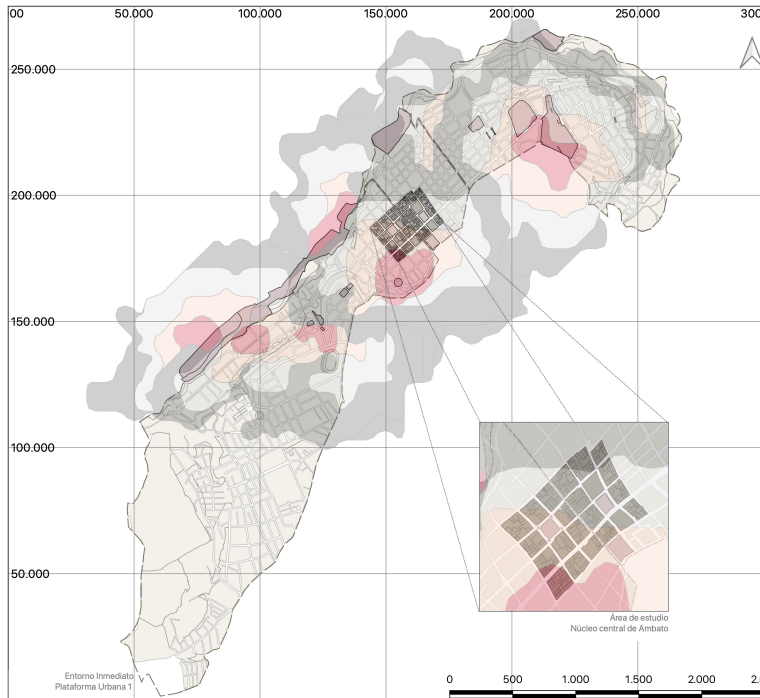 00 50.000 100.000 150.000 200.000 250.000 300
250.000
200.000
150.000
100.000
50.000
Área de estudio
Núcleo central de Ambato
Entorno Inmediato
Plataforma Urbana 1
0 500 1.000 1.500 2.000 2.5